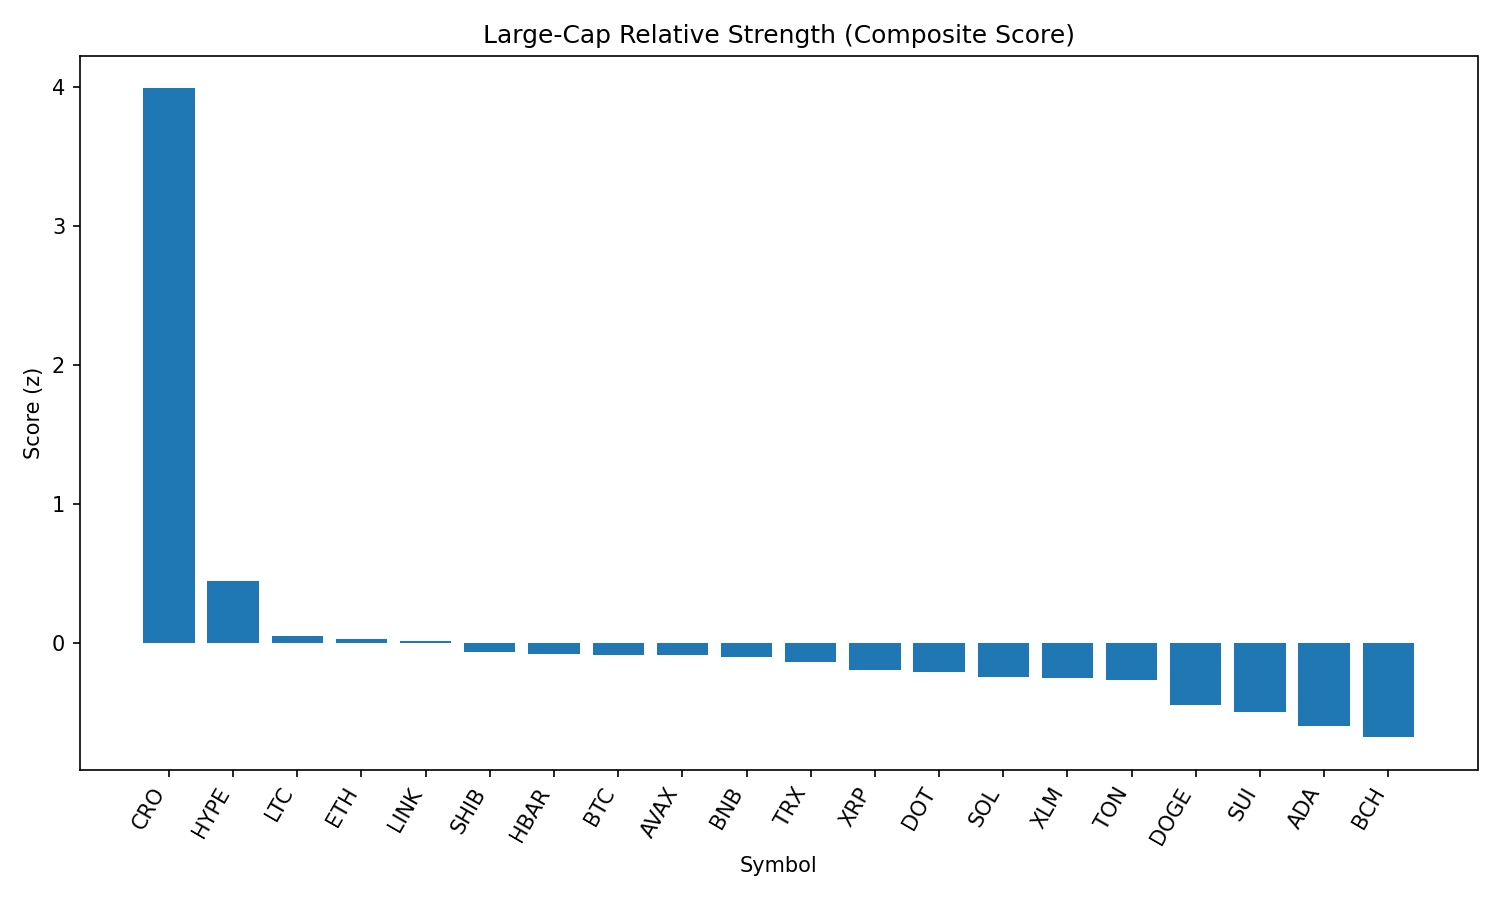 Large-Cap Relative Strength (Composite Score)
4
3
2
1
0
Score (z)
CRO
HYPE
LTC
ETH
LINK
SHIB
HBAR
BTC
AVAX
BNB
TRX
XRP
DOT
SOL
XLM
TON
DOGE
SUI
ADA
BCH
Symbol